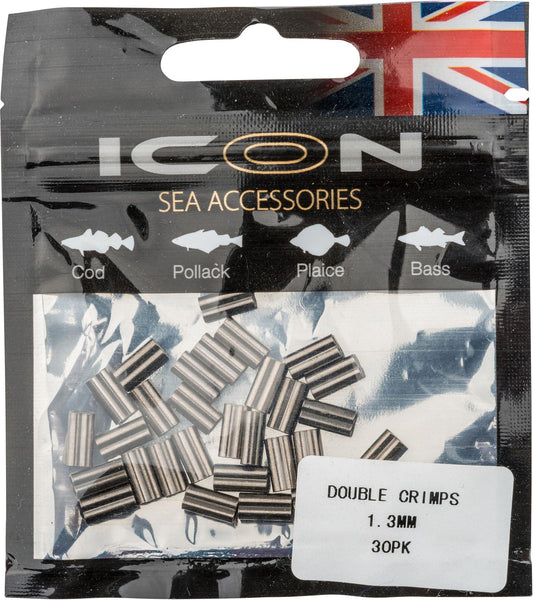 ICON
SEA ACCESSORIES
Cod Pollack Plaice Bass
DOUBLE CRIMPS
1.3MM
30PK